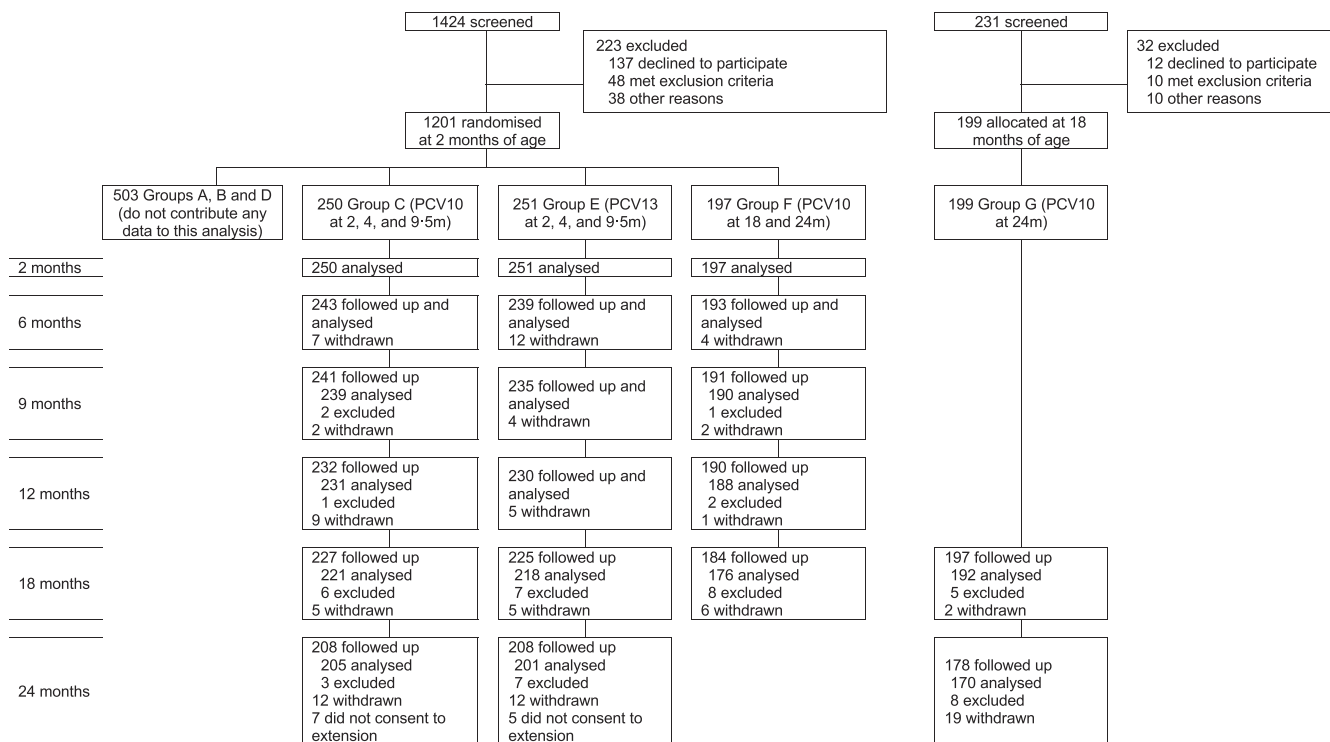 1424 screened
223 excluded
137 declined to participate
48 met exclusion criteria
38 other reasons
1201 randomised
at 2 months of age
231 screened
32 excluded
12 declined to participate
10 met exclusion criteria
10 other reasons
199 allocated at 18
months of age
503 Groups A, B and D
(do not contribute any
data to this analysis)
250 Group C (PCV10
at 2, 4, and 9·5m)
251 Group E (PCV13
at 2, 4, and 9·5m)
197 Group F (PCV10
at 18 and 24m)
199 Group G (PCV10
at 24m)
2 months
250 analysed
251 analysed
197 analysed
6 months
243 followed up and
analysed
7 withdrawn
239 followed up and
analysed
12 withdrawn
193 followed up and
analysed
4 withdrawn
9 months
241 followed up
239 analysed
2 excluded
2 withdrawn
235 followed up and
analysed
4 withdrawn
191 followed up
190 analysed
1 excluded
2 withdrawn
12 months
232 followed up
231 analysed
1 excluded
9 withdrawn
230 followed up and
analysed
5 withdrawn
190 followed up
188 analysed
2 excluded
1 withdrawn
18 months
227 followed up
221 analysed
6 excluded
5 withdrawn
225 followed up
218 analysed
7 excluded
5 withdrawn
184 followed up
176 analysed
8 excluded
6 withdrawn
197 followed up
192 analysed
5 excluded
2 withdrawn
24 months
208 followed up
205 analysed
3 excluded
12 withdrawn
7 did not consent to
extension
208 followed up
201 analysed
7 excluded
12 withdrawn
5 did not consent to
extension
178 followed up
170 analysed
8 excluded
19 withdrawn